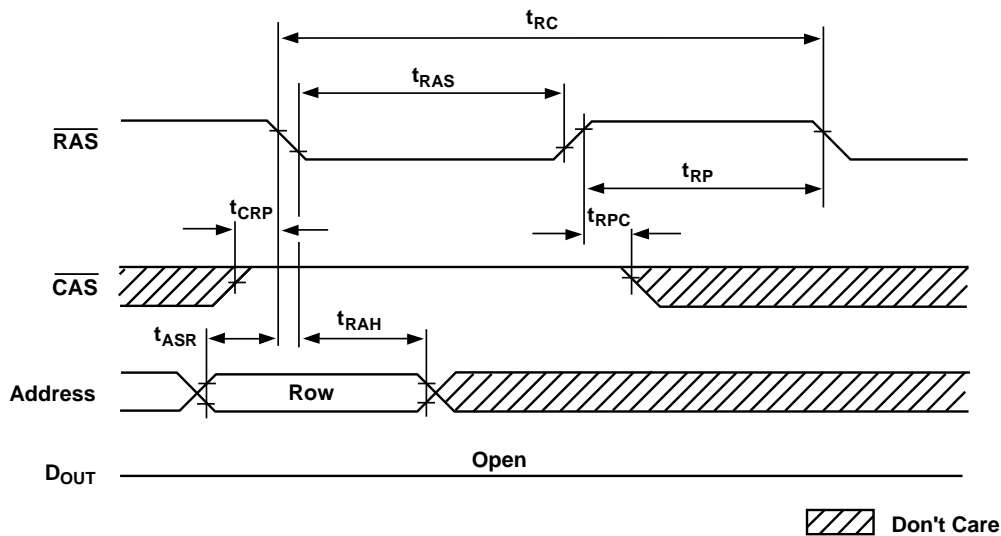 tRC
tRAS
RAS
tRP
tCRP
tRPC
CAS
tASR
tRAH
Address
Row
DOUT
Open
Don't Care